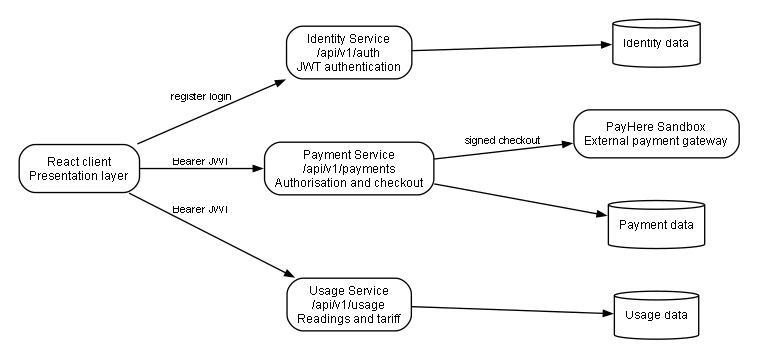 Identity Service
/api/v1/auth
JWT authentication
Identity data
register login
PayHere Sandbox
External payment gateway
signed checkout
React client
Presentation layer
Bearer JWT
Payment Service
/api/v1/payments
Authorisation and checkout
Payment data
Bearer JWT
Usage Service
/api/v1/usage
Readings and tariff
Usage data